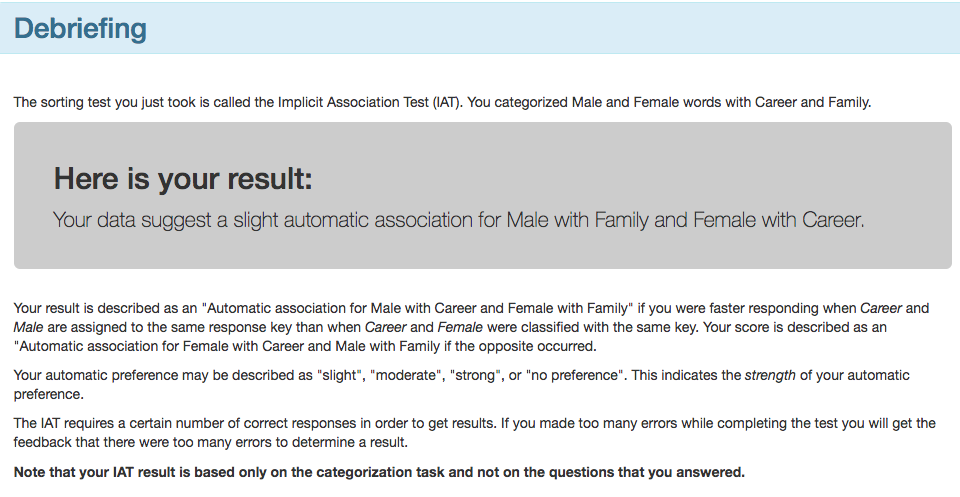 Debriefing
The sorting test you just took is called the Implicit Association Test (IAT). You categorized Male and Female words with Career and Family.
Here is your result:
Your data suggest a slight automatic association for Male with Family and Female with Career.
Your result is described as an "Automatic association for Male with Career and Female with Family" if you were faster responding when Career and
Male are assigned to the same response key than when Career and Female were classified with the same key. Your score is described as an
"Automatic association for Female with Career and Male with Family if the opposite occurred.
Your automatic preference may be described as "slight", "moderate", "strong", or "no preference". This indicates the strength of your automatic
preference.
The IAT requires a certain number of correct responses in order to get results. If you made too many errors while completing the test you will get the
feedback that there were too many errors to determine a result.
Note that your IAT result is based only on the categorization task and not on the questions that you answered.